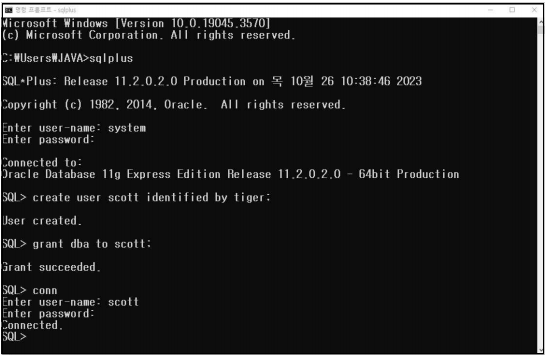 명령 프롬프트 - sqlplus
Microsoft Windows [Version 10.0.19045.3570]
(c) Microsoft Corporation. All rights reserved.
C:₩Users₩JAVA>sqlplus
SQL*Plus: Release 11.2.0.2.0 Production on 목 10월 26 10:38:46 2023
Copyright (c) 1982, 2014, Oracle.  All rights reserved.
Enter user-name: system
Enter password:
Connected to:
Oracle Database 11g Express Edition Release 11.2.0.2.0 - 64bit Production
SQL> create user scott identified by tiger;
User created.
SQL> grant dba to scott;
Grant succeeded.
SQL> conn
Enter user-name: scott
Enter password:
Connected.
SQL>